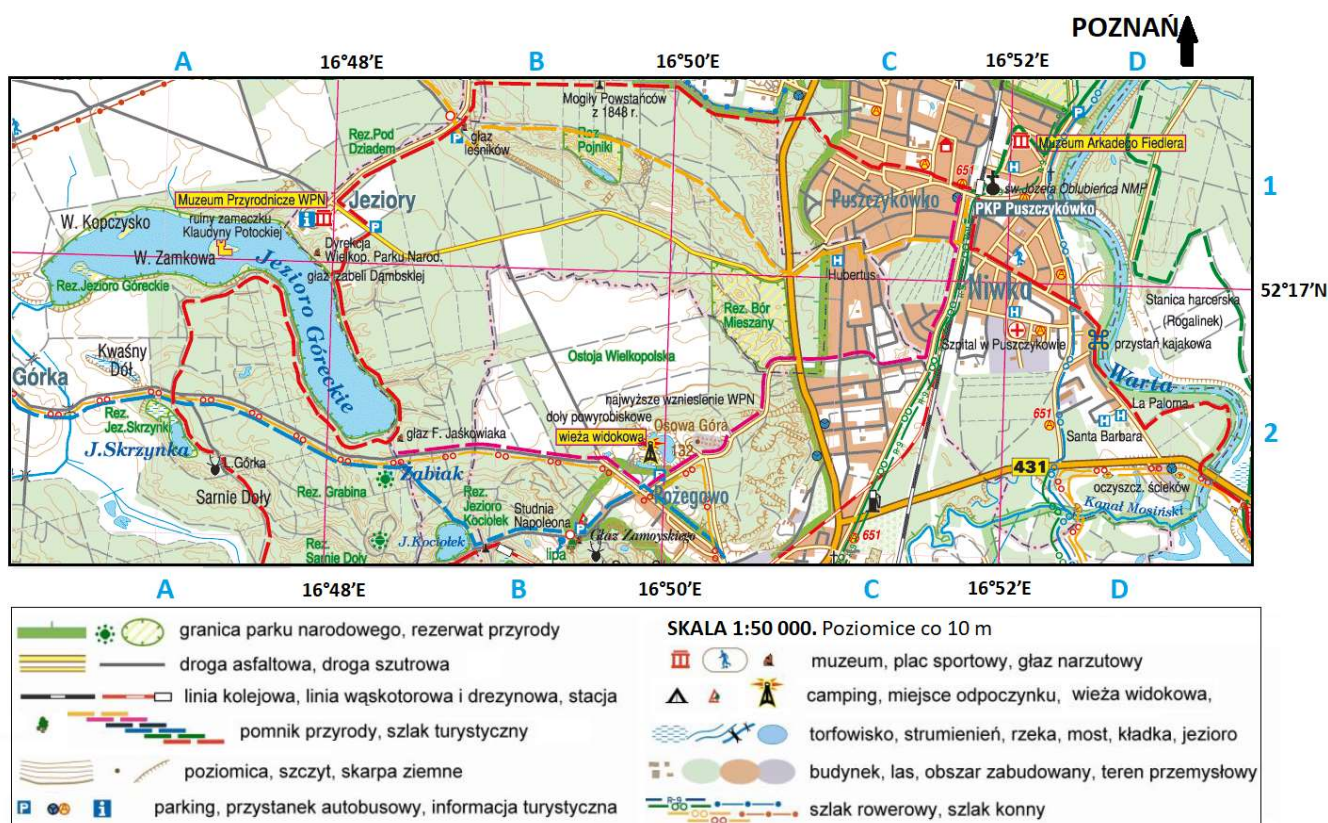 POZNAŃ
A 16°48'E B 16°50'E C 16°52'E D
Mogiły Powstańców
z 1848 r.
Rez.Pod
Dziadem
głaz
leśników
Rez.
Pojniki
Muzeum Arkadego Fiedlera
651
św Józefa Oblubieńca NMP
1
Muzeum Przyrodnicze WPN
Jeziory
Puszczykówko
PKP Puszczykówko
W. Kopczysko
ruiny zameczku
Klaudyny Potockiej
W. Zamkowa
Dyrekcja
Wielkop. Parku Narod.
głaz Izabeli Dąmbskiej
Rez.Jezioro Góreckie
Jezioro Góreckie
Hubertus
Niwka
52°17'N
Stanica harcerska
(Rogalinek)
Rez. Bór
Mieszany
Szpital w Puszczykowie
przystań kajakowa
Kwaśny
Dół
Górka
Ostoja Wielkopolska
Warta
najwyższe wzniesienie WPN
doły powyrobiskowe
La Paloma
Rez.
Jez.Skrzynki
głaz F. Jaśkowiaka
wieża widokowa
Osowa Góra
132
651
Santa Barbara
2
J.Skrzynka
L.Górka
Żabiak
R-9
431
Sarnie Doły
Rez. Grabina
Rez.
Jezioro
Kociołek
Pożegowo
oczyszcz. ścieków
Studnia
Napoleona
Kanał Mosiński
Rez.
Sarnie Doły
J.Kociołek
lipa
Głaz Zamoyskiego
651
A 16°48'E B 16°50'E C 16°52'E D
granica parku narodowego, rezerwat przyrody
droga asfaltowa, droga szutrowa
linia kolejowa, linia wąskotorowa i drezynowa, stacja
pomnik przyrody, szlak turystyczny
poziomica, szczyt, skarpa ziemne
P i parking, przystanek autobusowy, informacja turystyczna
SKALA 1:50 000. Poziomice co 10 m
muzeum, plac sportowy, głaz narzutowy
camping, miejsce odpoczynku, wieża widokowa,
torfowisko, strumienień, rzeka, most, kładka, jezioro
budynek, las, obszar zabudowany, teren przemysłowy
R-9 szlak rowerowy, szlak konny